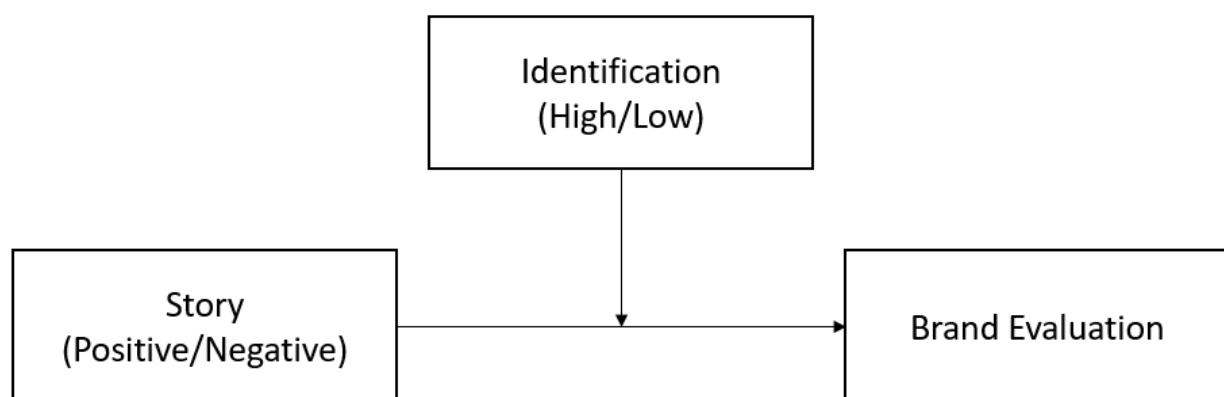 Identification
(High/Low)
Story
(Positive/Negative)
Brand Evaluation